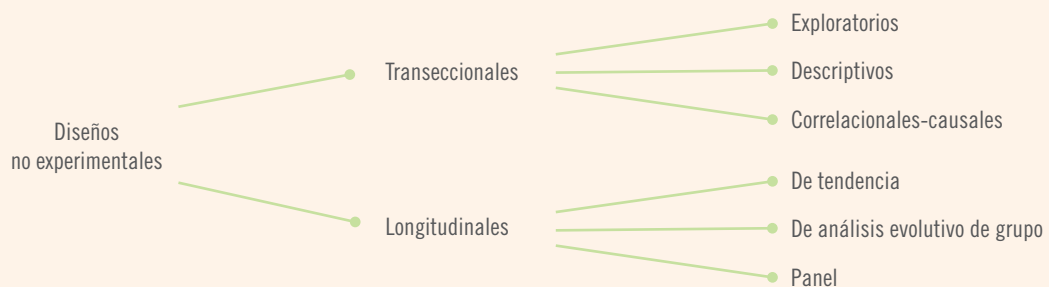 Diseños
no experimentales
Transeccionales
Exploratorios
Descriptivos
Correlacionales-causales
Longitudinales
De tendencia
De análisis evolutivo de grupo
Panel